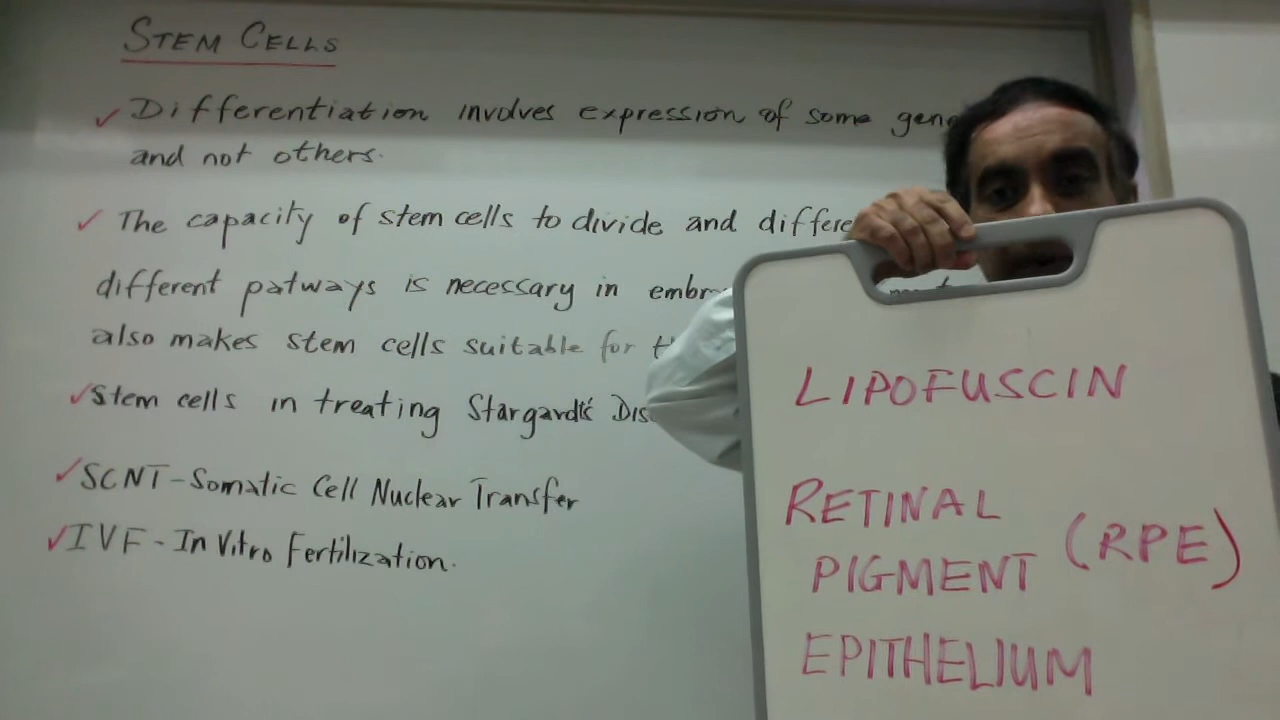 STEM CELLS
✓ Differentiation involves expression of some gen
and not others.
✓ The capacity of stem cells to divide and differe
different patways is necessary in embr
also makes stem cells suitable for t
✓ Stem cells in treating Stargardt's Dis
✓ SCNT - Somatic Cell Nuclear Transfer
✓ IVF - In Vitro Fertilization.
LIPOFUSCIN
RETINAL
PIGMENT (RPE)
EPITHELIUM